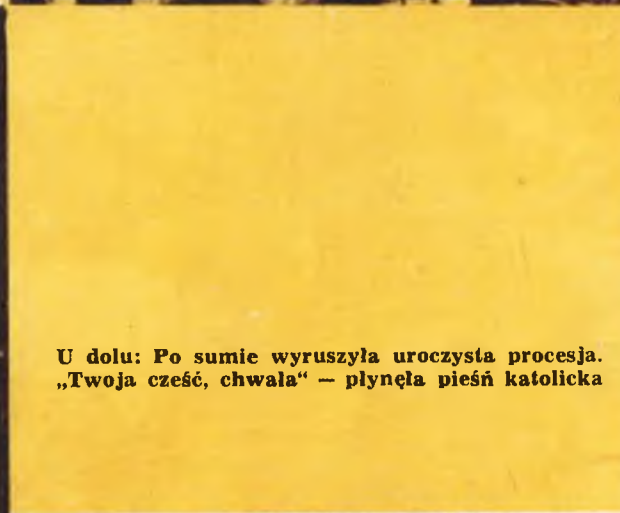 U dolu: Po sumie wyruszyła uroczysta procesja.
„Twoja cześć, chwała“ — płynęła pieśń katolicka